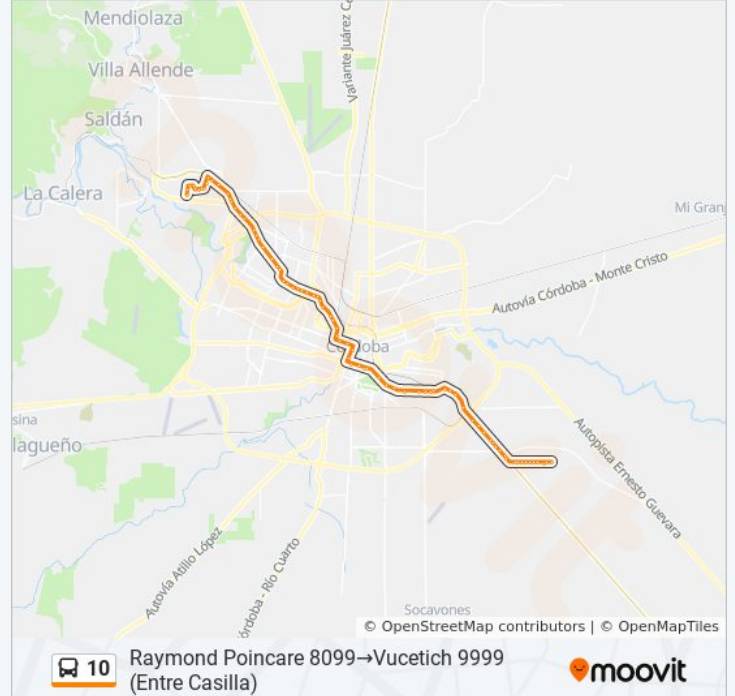 Mendiolaza
Variante Juárez Ce
Villa Allende
Saldán
La Calera
Mi Gran
Autovía Córdoba - Monte Cristo
Córdoba
sina
lagueño
Autopista Ernesto Guevara
Autovía Atilio López
órdoba - Río Cuarto
Socavones
© OpenStreetMap contributors | © OpenMapTiles
10
Raymond Poincare 8099→Vucetich 9999
(Entre Casilla)
moovit